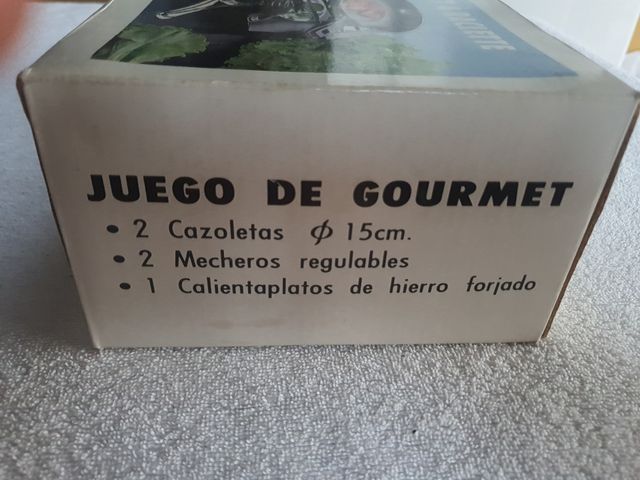 JUEGO DE GOURMET
• 2 Cazoletas ϕ 15cm.
• 2 Mecheros regulables
• 1 Calientaplatos de hierro forjado